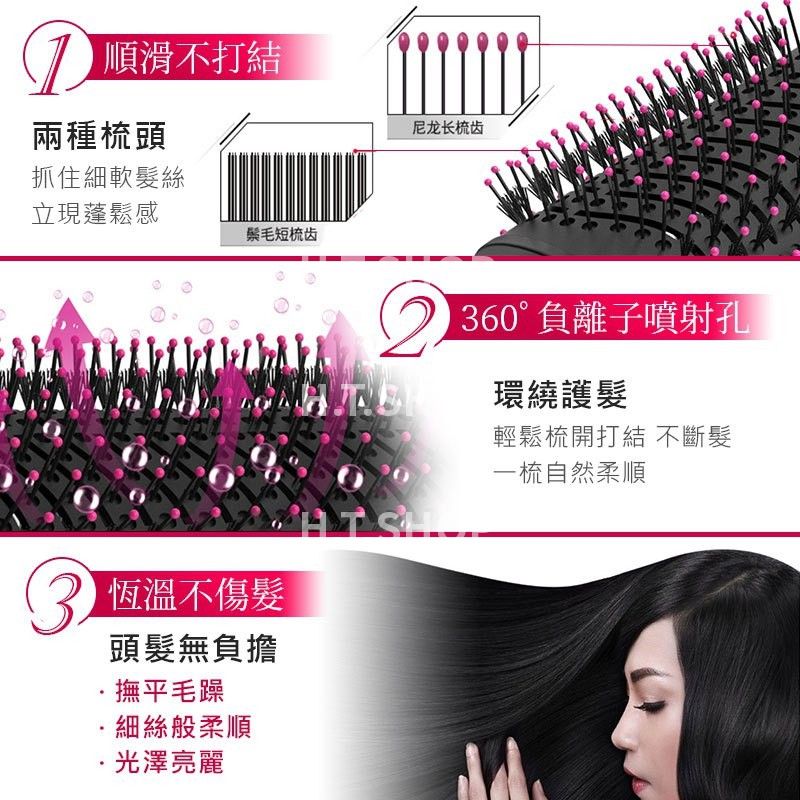 1 順滑不打結
兩種梳頭
抓住細軟髮絲
立現蓬鬆感
尼龙长梳齿
鬃毛短梳齿
H.T.SHOP
2 360°負離子噴射孔
環繞護髮
輕鬆梳開打結 不斷髮
一梳自然柔順
H.T.SHOP
H.T.SHOP
3 恆溫不傷髮
頭髮無負擔
·撫平毛躁
·細絲般柔順
·光澤亮麗